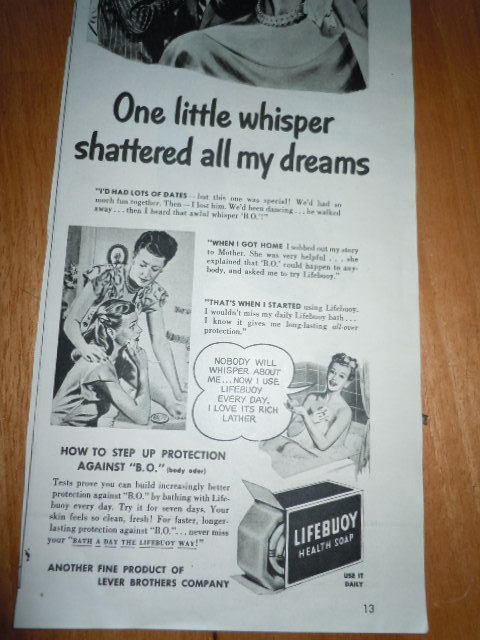 One little whisper
shattered all my dreams
"I'D HAD LOTS OF DATES — but this one was special! We'd had so
much fun together. Then — I lost him. We'd been dancing . . . he walked
away . . . then I heard that awful whisper 'B.O.'!"
"WHEN I GOT HOME I sobbed out my story
to Mother. She was very helpful . . . she
explained that 'B.O.' could happen to any-
body, and asked me to try Lifebuoy."
"THAT'S WHEN I STARTED using Lifebuoy.
I wouldn't miss my daily Lifebuoy bath . . .
I know it gives me long-lasting all-over
protection."
NOBODY WILL
WHISPER ABOUT
ME...NOW I USE
LIFEBUOY
EVERY DAY.
I LOVE ITS RICH
LATHER
HOW TO STEP UP PROTECTION
AGAINST "B.O." (body odor)
Tests prove you can build increasingly better
protection against "B.O." by bathing with Life-
buoy every day. Try it for seven days. Your
skin feels so clean, fresh! For faster, longer-
lasting protection against "B.O." . . . never miss
your "BATH A DAY THE LIFEBUOY WAY!"
ANOTHER FINE PRODUCT OF
LEVER BROTHERS COMPANY
LIFEBUOY
HEALTH SOAP
USE IT
DAILY
13